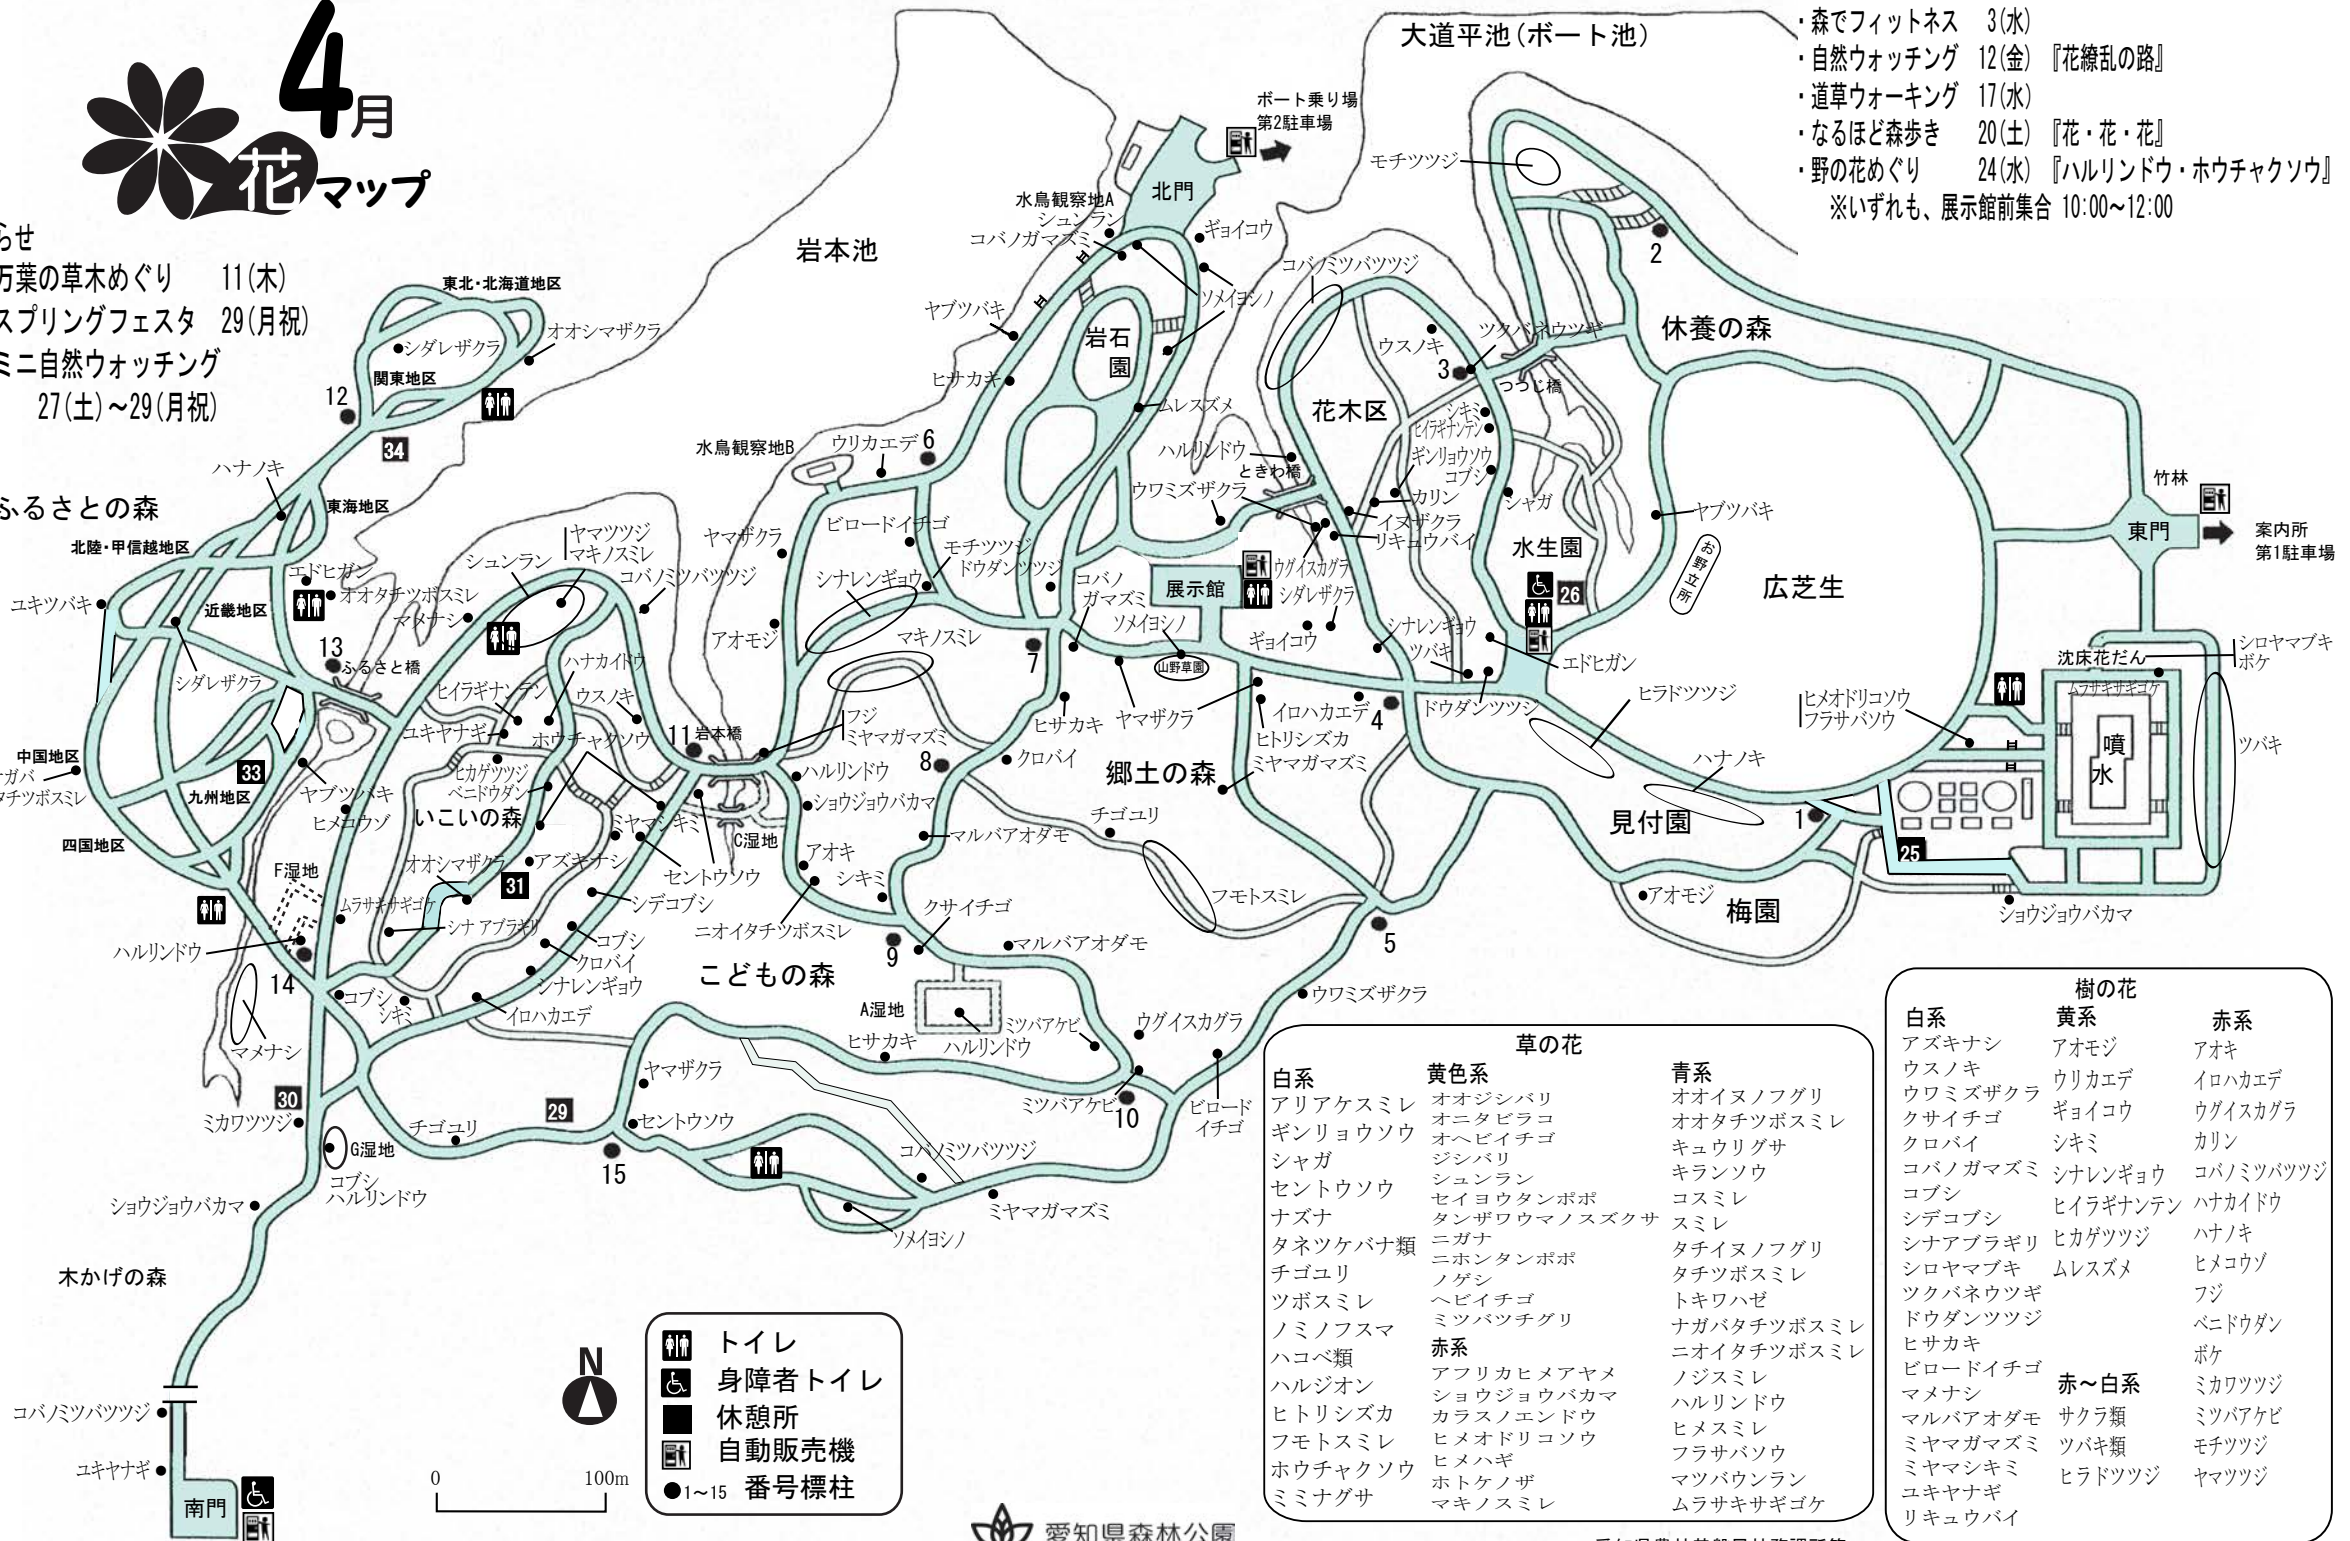 4月
花マップ
らせ
万葉の草木めぐり 11(木)
スプリングフェスタ 29(月祝)
ミニ自然ウォッチング
27(土)~29(月祝)
・森でフィットネス 3(水)
・自然ウォッチング 12(金) 『花繚乱の路』
・道草ウォーキング 17(水)
・なるほど森歩き 20(土) 『花・花・花』
・野の花めぐり 24(水) 『ハルリンドウ・ホウチャクソウ』
※いずれも、展示館前集合 10:00~12:00
大道平池(ボート池)
ボート乗り場
第2駐車場
北門
水鳥観察地A
シュンラン
コバノガマズミ
ギョイコウ
ソメイヨシノ
岩本池
モチツツジ
2
コバノミツバツツジ
ヤブツバキ
ヒサカキ
岩石園
ムレスズメ
ウスノキ
ツクバネウツギ
3
つつじ橋
休養の森
花木区
シキミ
ヒイラギナンテン
ギンリョウソウ
コブシ
シャガ
カリン
イヌザクラ
リキュウバイ
ハルリンドウ
ときわ橋
ウワミズザクラ
水生園
26
ヤブツバキ
お野立所
広芝生
竹林
東門
案内所
第1駐車場
東北・北海道地区
シダレザクラ
オオシマザクラ
関東地区
12
34
ハナノキ
ふるさとの森
東海地区
北陸・甲信越地区
エドヒガン
オオタチツボスミレ
ユキツバキ
近畿地区
マメナシ
シュンラン
ヤマツツジ
マキノスミレ
コバノミツバツツジ
13
ふるさと橋
シダレザクラ
水鳥観察地B
ウリカエデ
6
ヤマザクラ
ビロードイチゴ
モチツツジ
ドウダンツツジ
シナレンギョウ
アオモジ
マキノスミレ
7
コバノ
ガマズミ
ソメイヨシノ
展示館
ウグイスカグラ
シダレザクラ
ギョイコウ
山野草園
シナレンギョウ
ツバキ
エドヒガン
ヤマザクラ
ヒサカキ
イロハカエデ
4
ドウダンツツジ
ヒトリシズカ
ミヤマガマズミ
ヒラドツツジ
ハナノキ
ヒメオドリコソウ
フラサバソウ
沈床花だん
ムラサキサギゴケ
シロヤマブキ
ボケ
ツバキ
噴水
ハナカイドウ
ヒイラギナンテン
ウスノキ
ユキヤナギ
ホウチャクソウ
ヒカゲツツジ
ベニドウダン
11
岩本橋
フジ
ミヤマガマズミ
8
クロバイ
郷土の森
ハルリンドウ
ショウジョウバカマ
中国地区
ナガバ
タチツボスミレ
33
九州地区
ヤブツバキ
ヒメコウゾ
いこいの森
ミヤマシキミ
C湿地
マルバアオダモ
チゴユリ
見付園
1
25
四国地区
F湿地
オオシマザクラ
アズキナシ
31
セントウソウ
シデコブシ
アオキ
シキミ
フモトスミレ
アオモジ
梅園
ショウジョウバカマ
ムラサキサギゴケ
シナアブラギリ
ニオイタチツボスミレ
クサイチゴ
ハルリンドウ
14
コブシ
クロバイ
シナレンギョウ
9
マルバアオダモ
5
こどもの森
コブシ
シキミ
イロハカエデ
A湿地
ウワミズザクラ
マメナシ
ヒサカキ
ハルリンドウ
ミツバアケビ
ウグイスカグラ
ヤマザクラ
30
ミカワツツジ
29
チゴユリ
セントウソウ
ミツバアケビ
10
ビロード
イチゴ
G湿地
コブシ
ハルリンドウ
15
コバノミツバツツジ
ショウジョウバカマ
ミヤマガマズミ
ソメイヨシノ
木かげの森
コバノミツバツツジ
ユキヤナギ
南門
N
0 100m
トイレ
身障者トイレ
休憩所
自動販売機
●1~15 番号標柱
愛知県森林公園
草の花
白系
アリアケスミレ
ギンリョウソウ
シャガ
セントウソウ
ナズナ
タネツケバナ類
チゴユリ
ツボスミレ
ノミノフスマ
ハコベ類
ハルジオン
ヒトリシズカ
フモトスミレ
ホウチャクソウ
ミミナグサ
黄色系
オオジシバリ
オニタビラコ
オヘビイチゴ
ジシバリ
シュンラン
セイヨウタンポポ
タンザワウマノスズクサ
ニガナ
ニホンタンポポ
ノゲシ
ヘビイチゴ
ミツバツチグリ
赤系
アフリカヒメアヤメ
ショウジョウバカマ
カラスノエンドウ
ヒメオドリコソウ
ヒメハギ
ホトケノザ
マキノスミレ
青系
オオイヌノフグリ
オオタチツボスミレ
キュウリグサ
キランソウ
コスミレ
スミレ
タチイヌノフグリ
タチツボスミレ
トキワハゼ
ナガバタチツボスミレ
ニオイタチツボスミレ
ノジスミレ
ハルリンドウ
ヒメスミレ
フラサバソウ
マツバウンラン
ムラサキサギゴケ
樹の花
白系
アズキナシ
ウスノキ
ウワミズザクラ
クサイチゴ
クロバイ
コバノガマズミ
コブシ
シデコブシ
シナアブラギリ
シロヤマブキ
ツクバネウツギ
ドウダンツツジ
ヒサカキ
ビロードイチゴ
マメナシ
マルバアオダモ
ミヤマガマズミ
ミヤマシキミ
ユキヤナギ
リキュウバイ
黄系
アオモジ
ウリカエデ
ギョイコウ
シキミ
シナレンギョウ
ヒイラギナンテン
ヒカゲツツジ
ムレスズメ
赤~白系
サクラ類
ツバキ類
ヒラドツツジ
赤系
アオキ
イロハカエデ
ウグイスカグラ
カリン
コバノミツバツツジ
ハナカイドウ
ハナノキ
ヒメコウゾ
フジ
ベニドウダン
ボケ
ミカワツツジ
ミツバアケビ
モチツツジ
ヤマツツジ